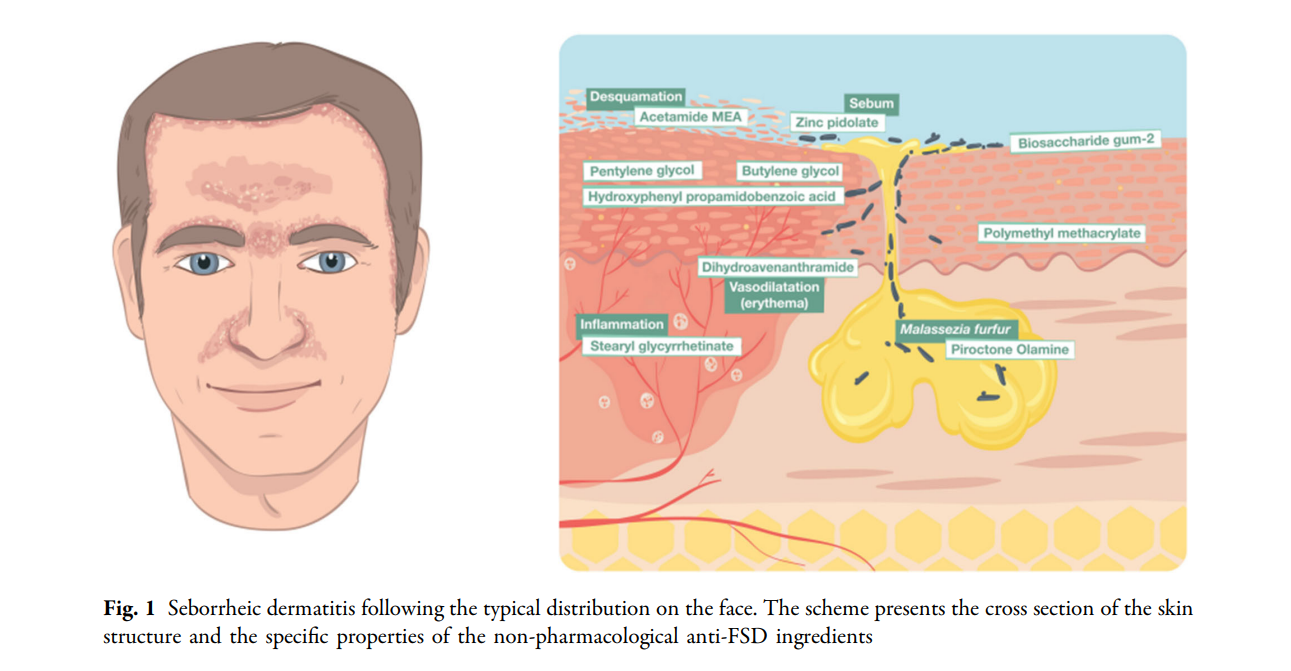 Desquamation
Acetamide MEA
Sebum
Zinc pidolate
Biosaccharide gum-2
Pentylene glycol
Butylene glycol
Hydroxyphenyl propamidobenzoic acid
Polymethyl methacrylate
Dihydroavenanthramide
Vasodilatation
(erythema)
Inflammation
Stearyl glycyrrhetinate
Malassezia furfur
Piroctone Olamine
Fig. 1 Seborrheic dermatitis following the typical distribution on the face. The scheme presents the cross section of the skin
structure and the specific properties of the non-pharmacological anti-FSD ingredients